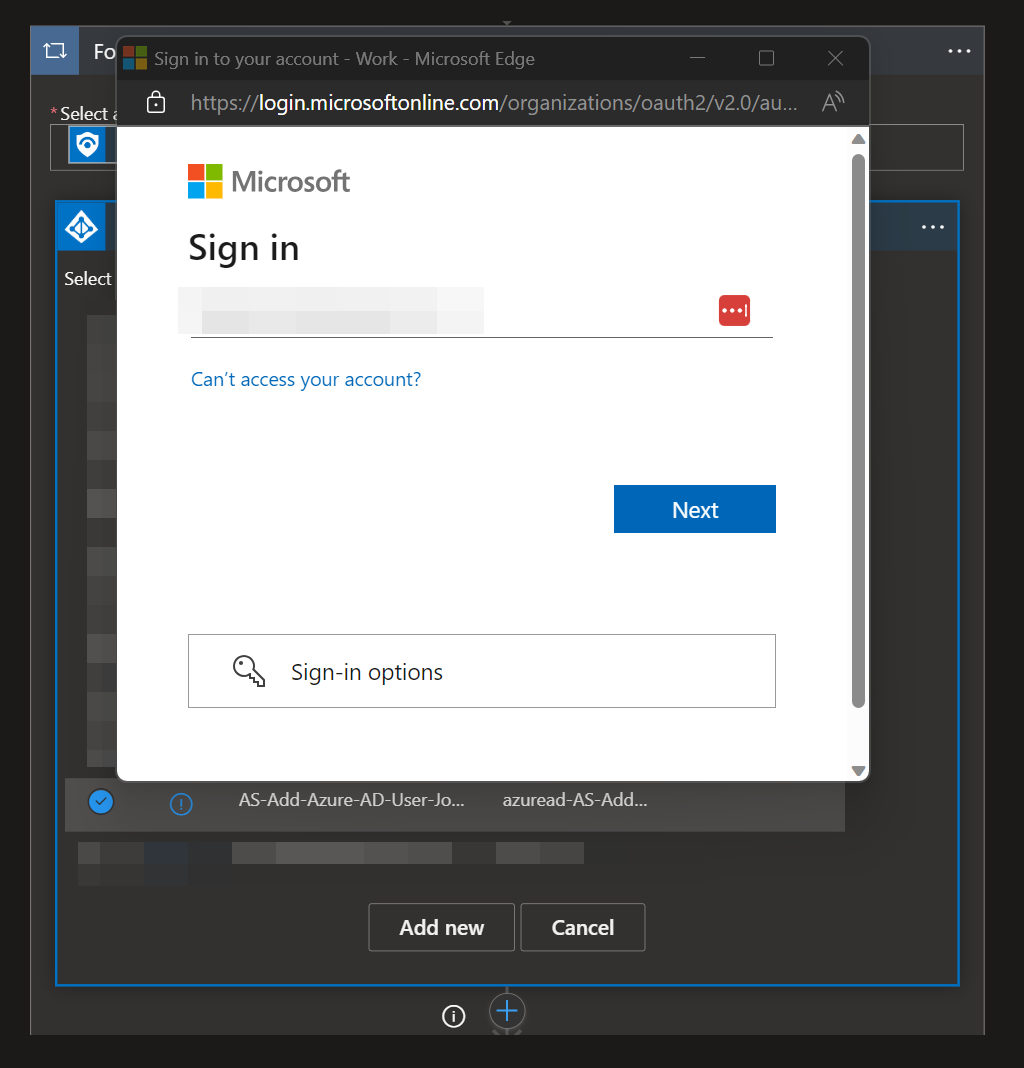 Fo
Sign in to your account - Work - Microsoft Edge
https://login.microsoftonline.com/organizations/oauth2/v2.0/au...
* Select a
Microsoft
Sign in
Select
Can't access your account?
Next
Sign-in options
AS-Add-Azure-AD-User-Jo... azuread-AS-Add...
Add new Cancel